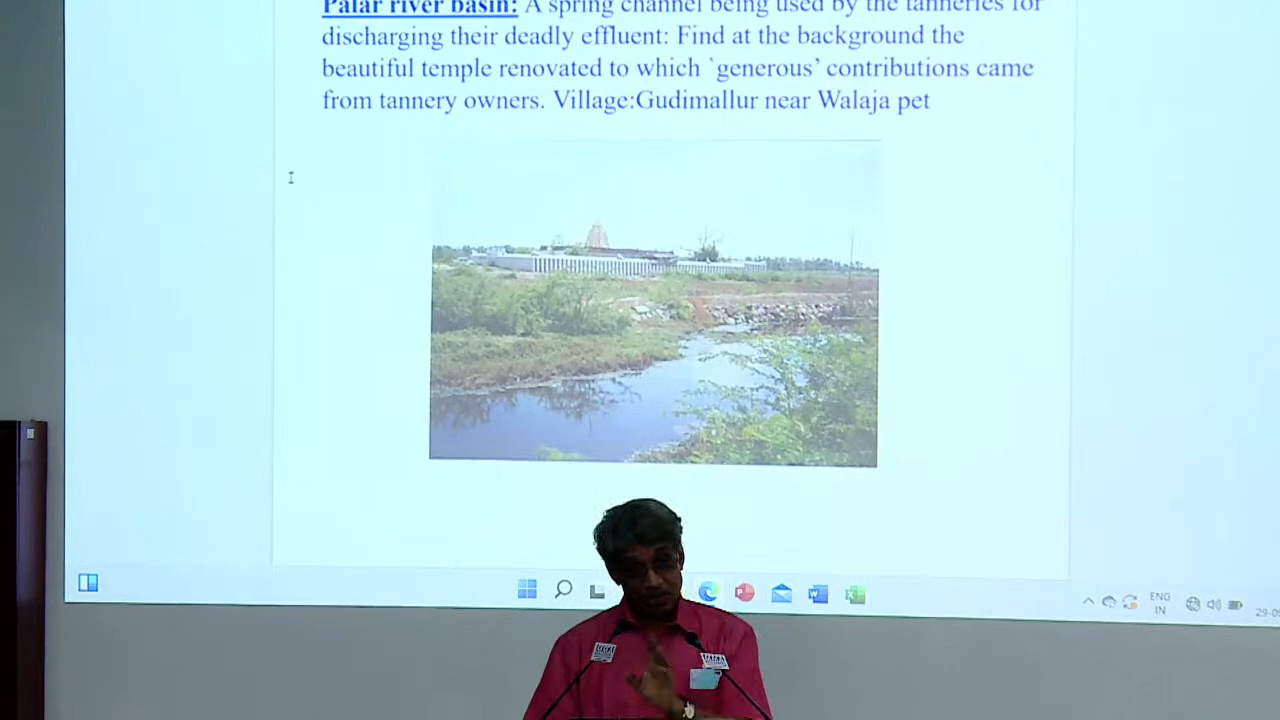 Palar river basin: A spring channel being used by the tanneries for
discharging their deadly effluent: Find at the background the
beautiful temple renovated to which `generous’ contributions came
from tannery owners. Village:Gudimallur near Walaja pet
ENG
IN